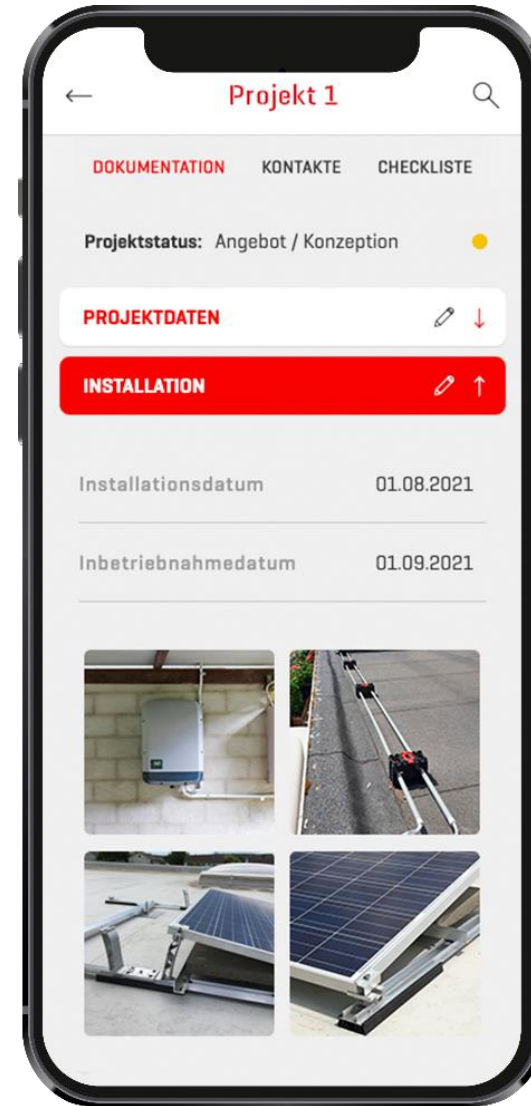 Projekt 1
DOKUMENTATION KONTAKTE CHECKLISTE
Projektstatus: Angebot / Konzeption
PROJEKTDATEN
INSTALLATION
Installationsdatum 01.08.2021
Inbetriebnahmedatum 01.09.2021